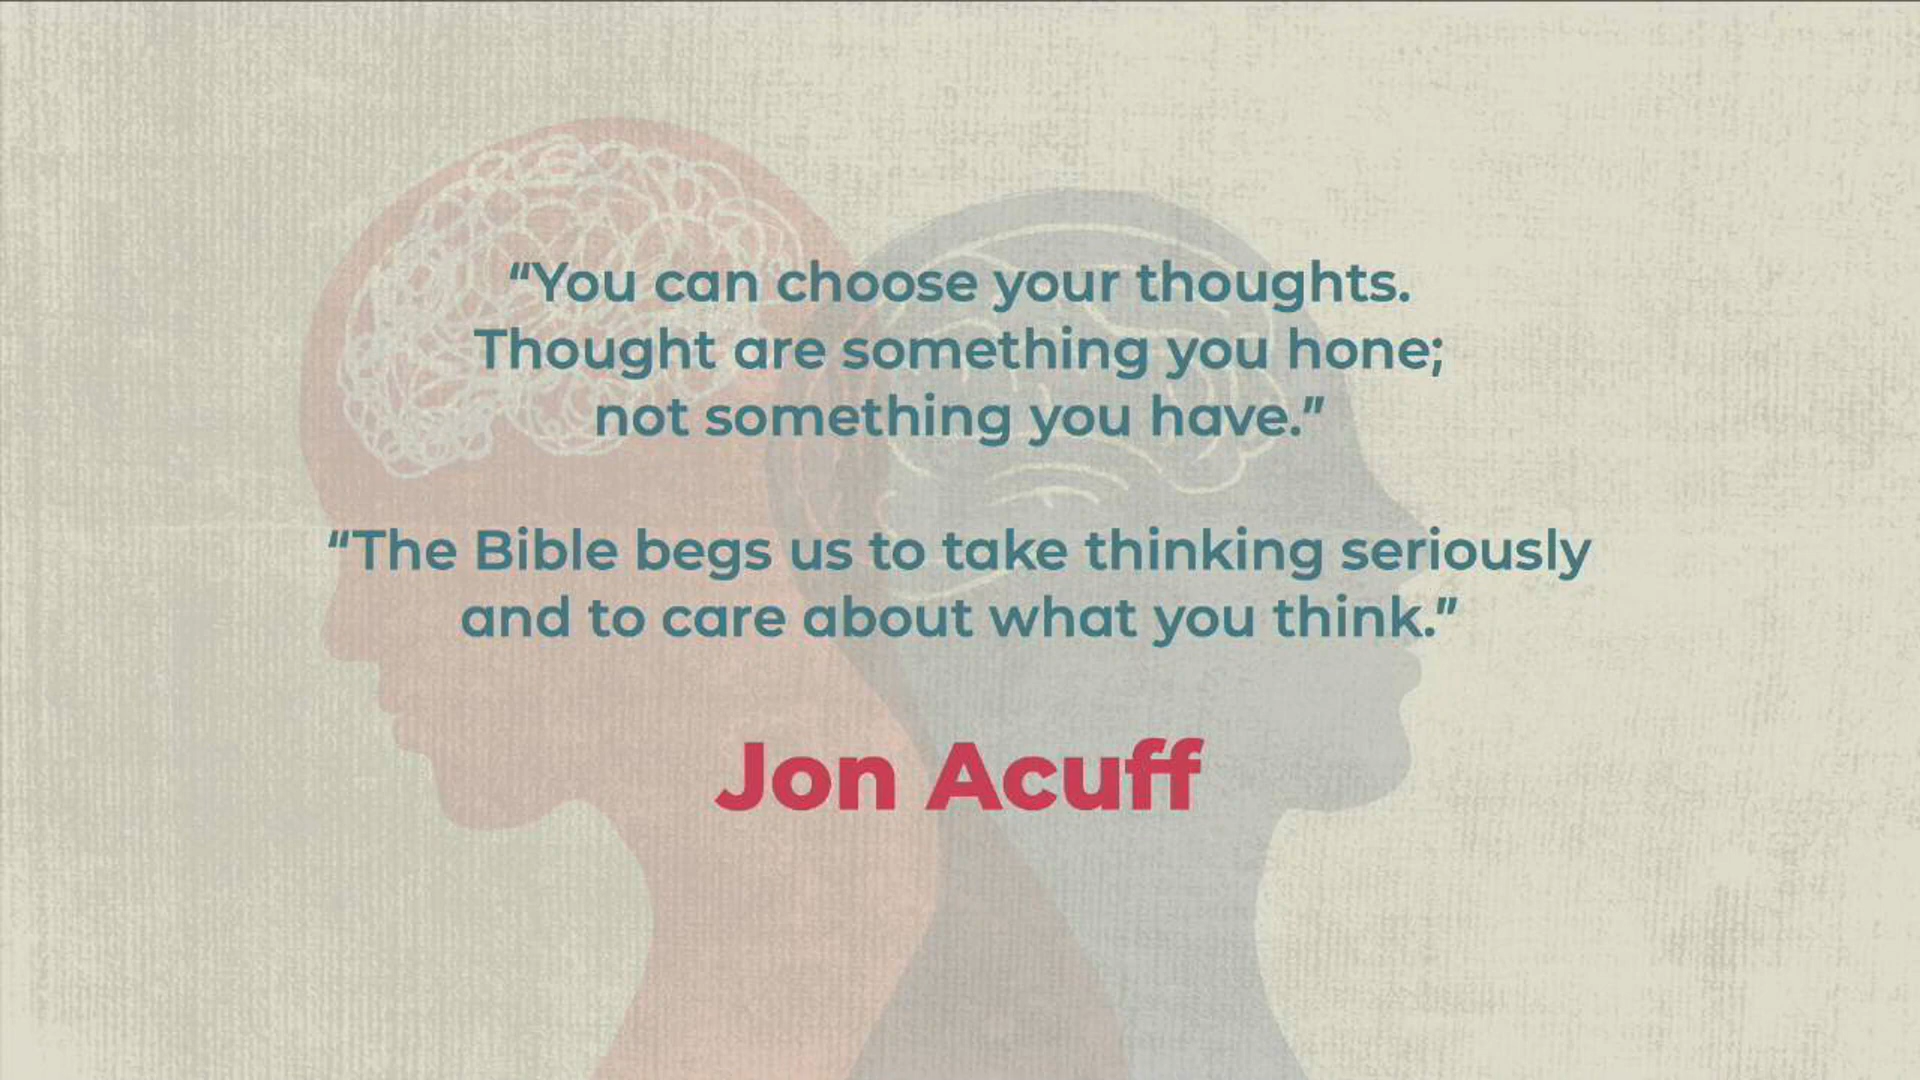 “You can choose your thoughts.
Thought are something you hone;
not something you have.”
“The Bible begs us to take thinking seriously
and to care about what you think.”
Jon Acuff